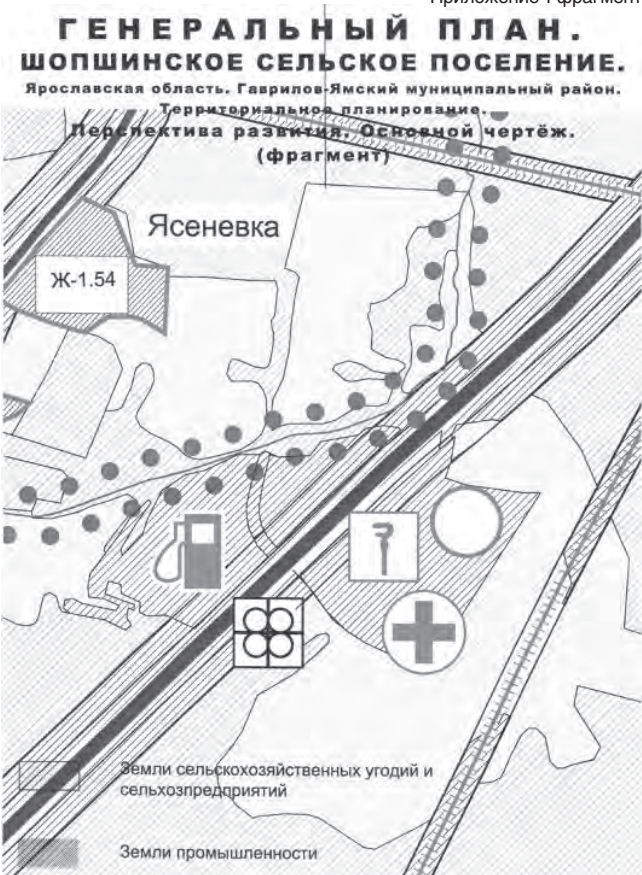 Приложение 1 фрагмент
ГЕНЕРАЛЬНЫЙ ПЛАН.
ШОПШИНСКОЕ СЕЛЬСКОЕ ПОСЕЛЕНИЕ.
Ярославская область. Гаврилов-Ямский муниципальный район.
Территориальное планирование.
Перспектива развития. Основной чертёж.
(фрагмент)
Ясеневка
Ж-1.54
Земли сельскохозяйственных угодий и
сельхозпредприятий
Земли промышленности